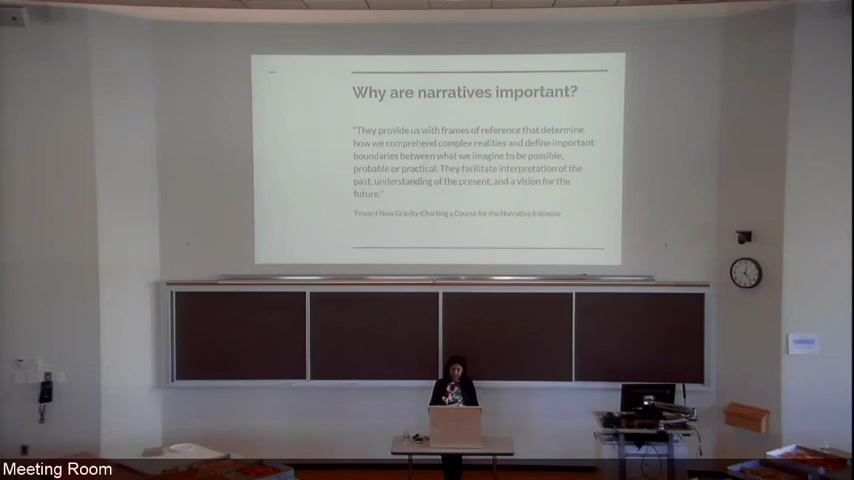 Why are narratives important?
"They provide us with frames of reference that determine
how we comprehend complex realities and define important
boundaries between what we imagine to be possible,
probable or practical. They facilitate interpretation of the
past, understanding of the present, and a vision for the
future."
Toward New Gravity-Charting a Course for the Narrative Initiative
Meeting Room